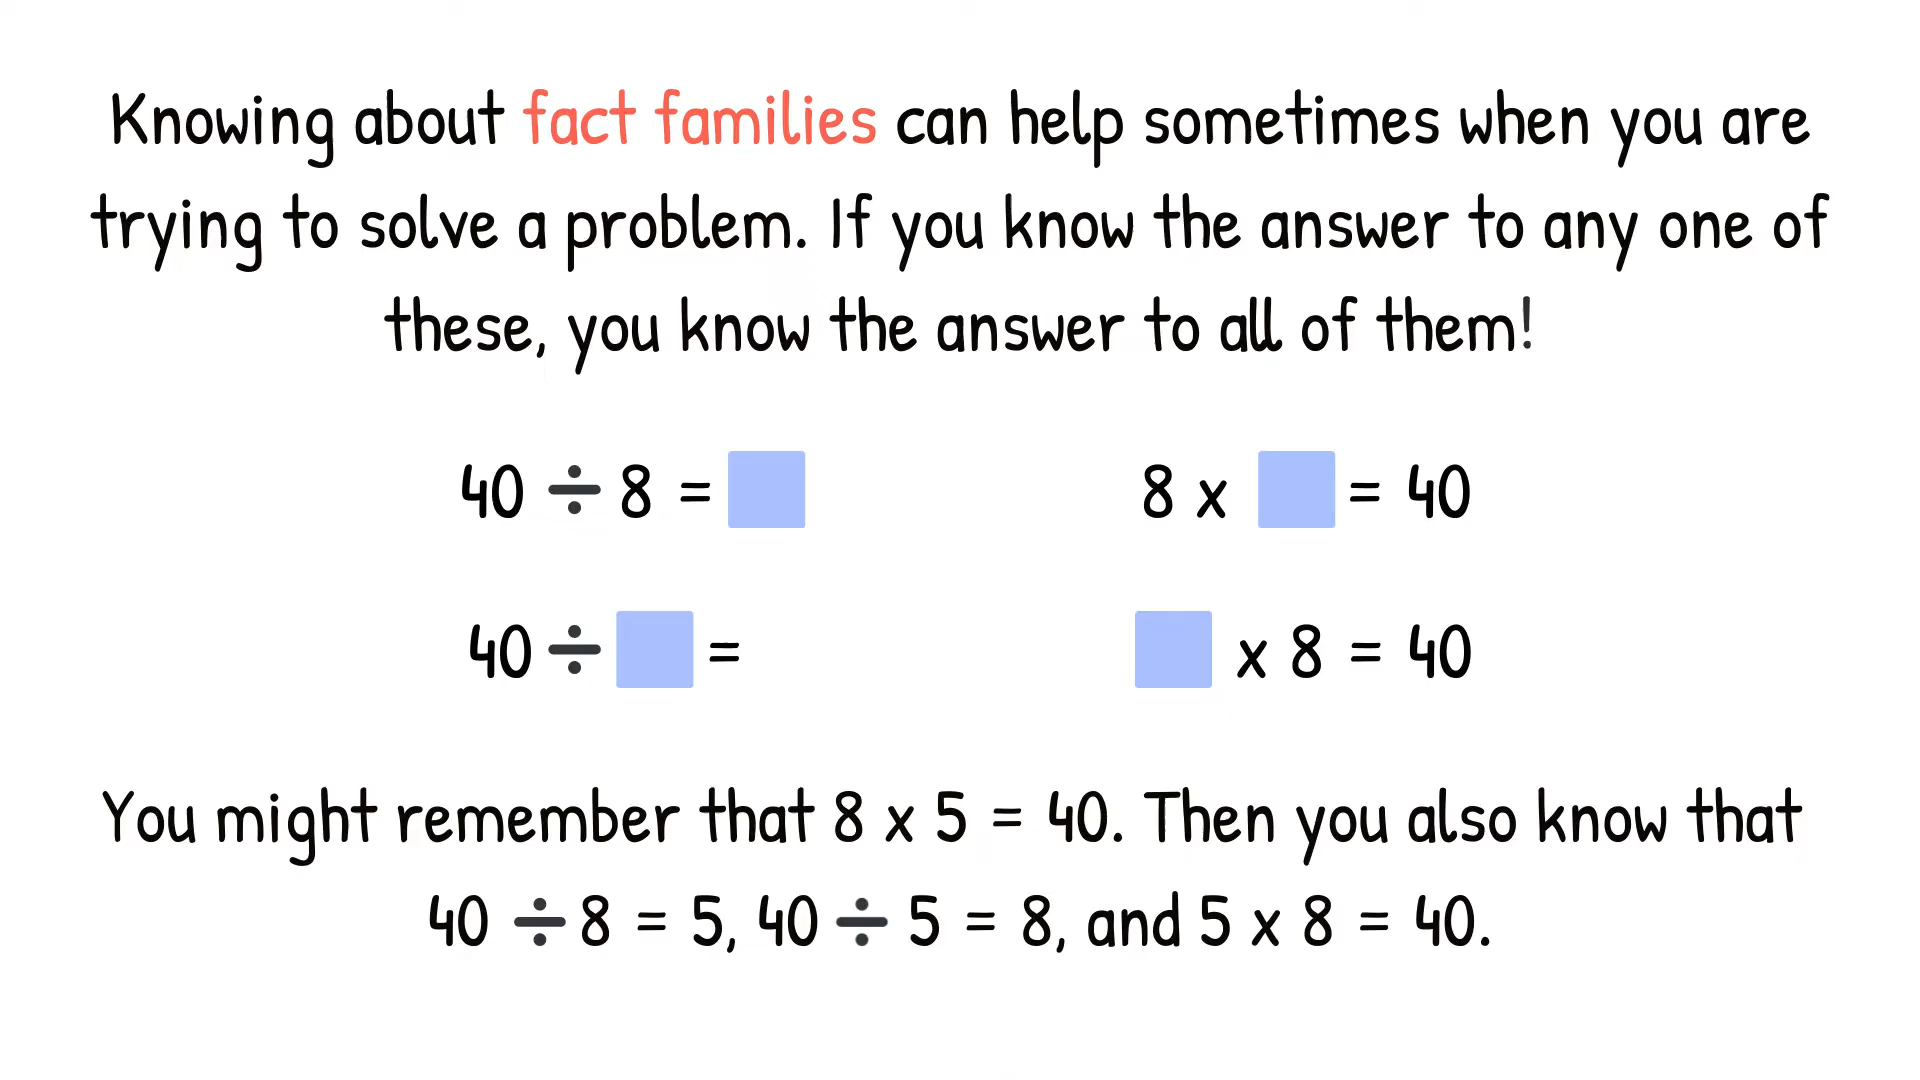 Knowing about fact families can help sometimes when you are
trying to solve a problem. If you know the answer to any one of
these, you know the answer to all of them!
40 ÷ 8 =
8 x = 40
40 ÷ =
x 8 = 40
You might remember that 8 x 5 = 40. Then you also know that
40 ÷ 8 = 5, 40 ÷ 5 = 8, and 5 x 8 = 40.